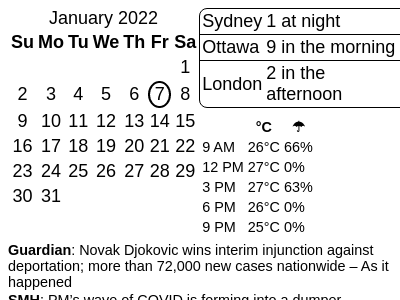 January 2022
Su Mo Tu We Th Fr Sa
1
2 3 4 5 6 7 8
9 10 11 12 13 14 15
16 17 18 19 20 21 22
23 24 25 26 27 28 29
30 31
Sydney 1 at night
Ottawa 9 in the morning
London 2 in the
afternoon
°C ☂
9 AM 26°C 66%
12 PM 27°C 0%
3 PM 27°C 63%
6 PM 26°C 0%
9 PM 25°C 0%
Guardian: Novak Djokovic wins interim injunction against
deportation; more than 72,000 new cases nationwide – As it
happened
SMH: PM's wave of COVID is forming into a dumper